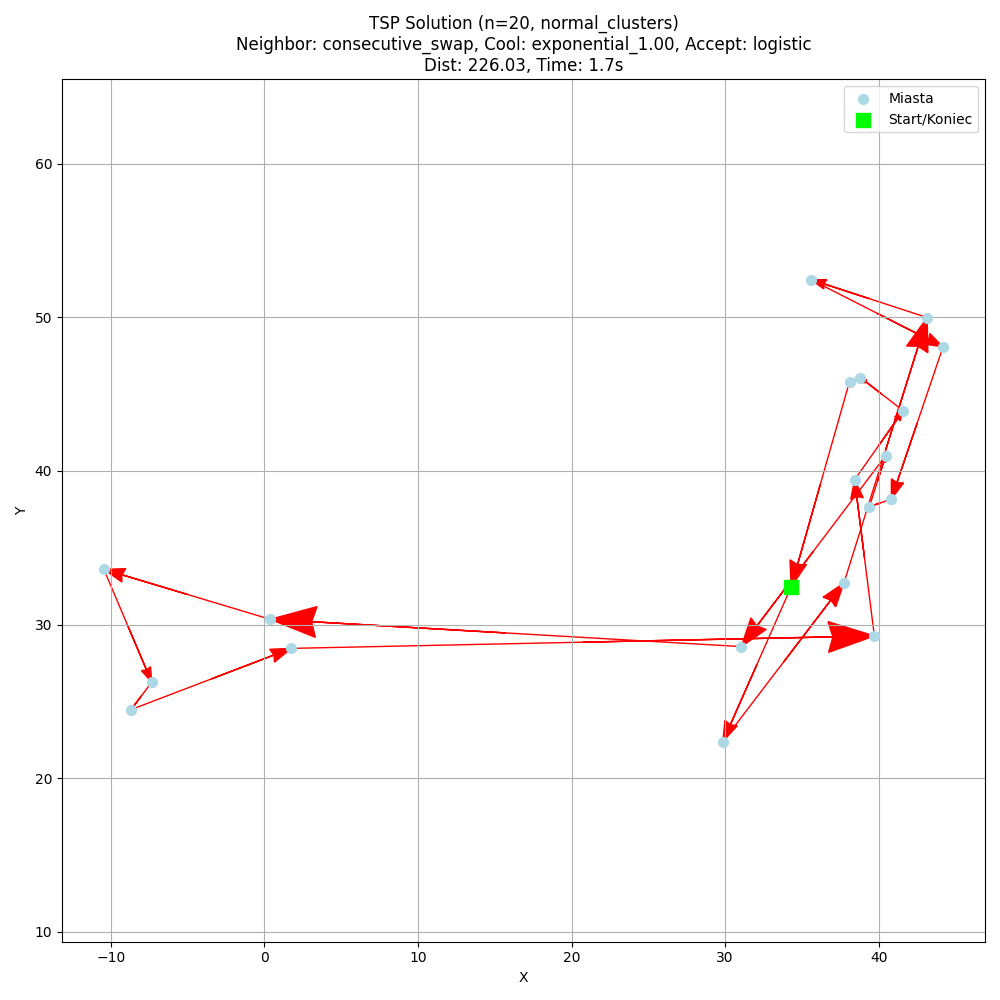 TSP Solution (n=20, normal_clusters)
Neighbor: consecutive_swap, Cool: exponential_1.00, Accept: logistic
Dist: 226.03, Time: 1.7s
Miasta
Start/Koniec
60
50
40
30
20
10
Y
−10 0 10 20 30 40
X